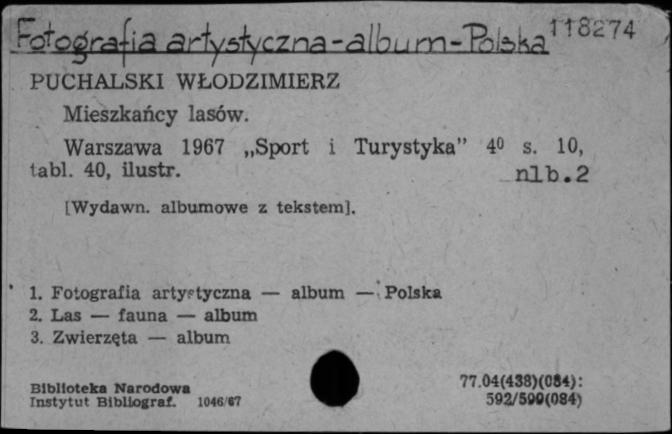 Fotografia artystyczna-album-Polska 118274
PUCHALSKI WŁODZIMIERZ
Mieszkańcy lasów.
Warszawa 1967 „Sport i Turystyka” 4⁰ s. 10,
tabl. 40, ilustr. nlb.2
[Wydawn. albumowe z tekstem].
1. Fotografia artystyczna — album — Polska
2. Las — fauna — album
3. Zwierzęta — album
Biblioteka Narodowa 77.04(438)(084):
Instytut Bibliograf. 1046/67 592/599(084)